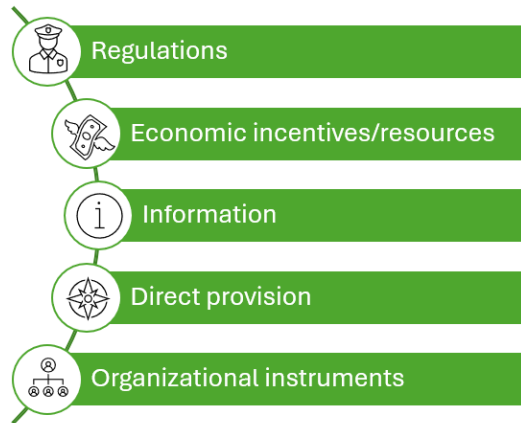 Regulations
Economic incentives/resources
Information
Direct provision
Organizational instruments